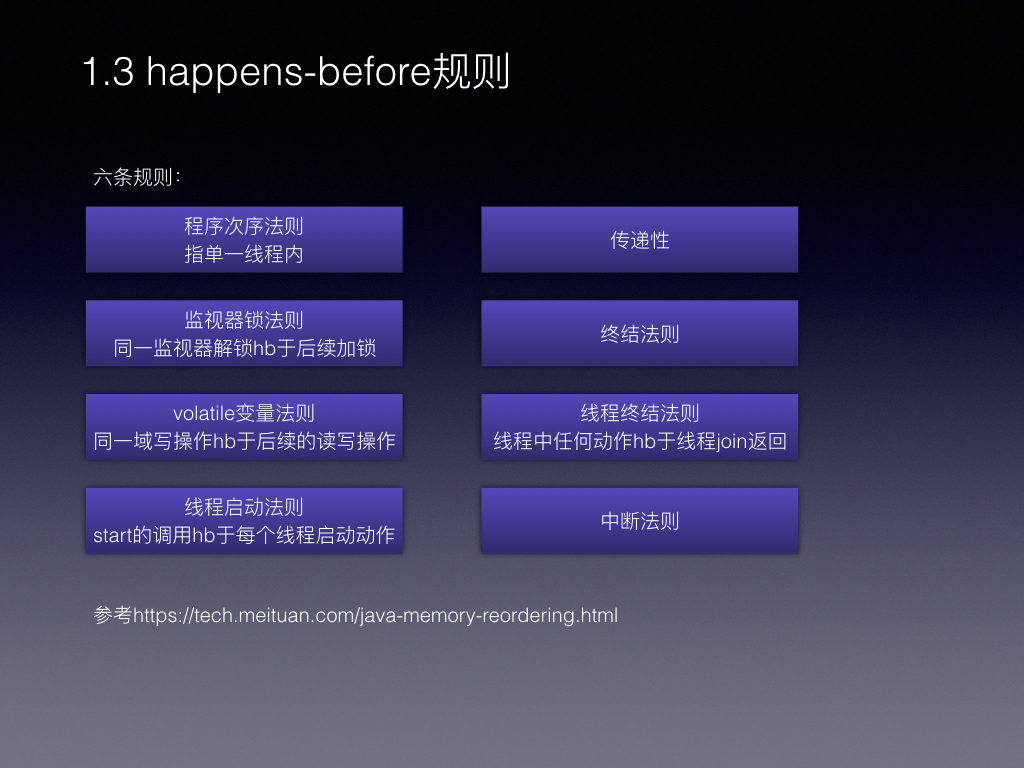 1.3 happens-before规则
六条规则：
程序次序法则
指单一线程内
传递性
监视器锁法则
同一监视器解锁hb于后续加锁
终结法则
volatile变量法则
同一域写操作hb于后续的读写操作
线程终结法则
线程中任何动作hb于线程join返回
线程启动法则
start的调用hb于每个线程启动动作
中断法则
参考https://tech.meituan.com/java-memory-reordering.html